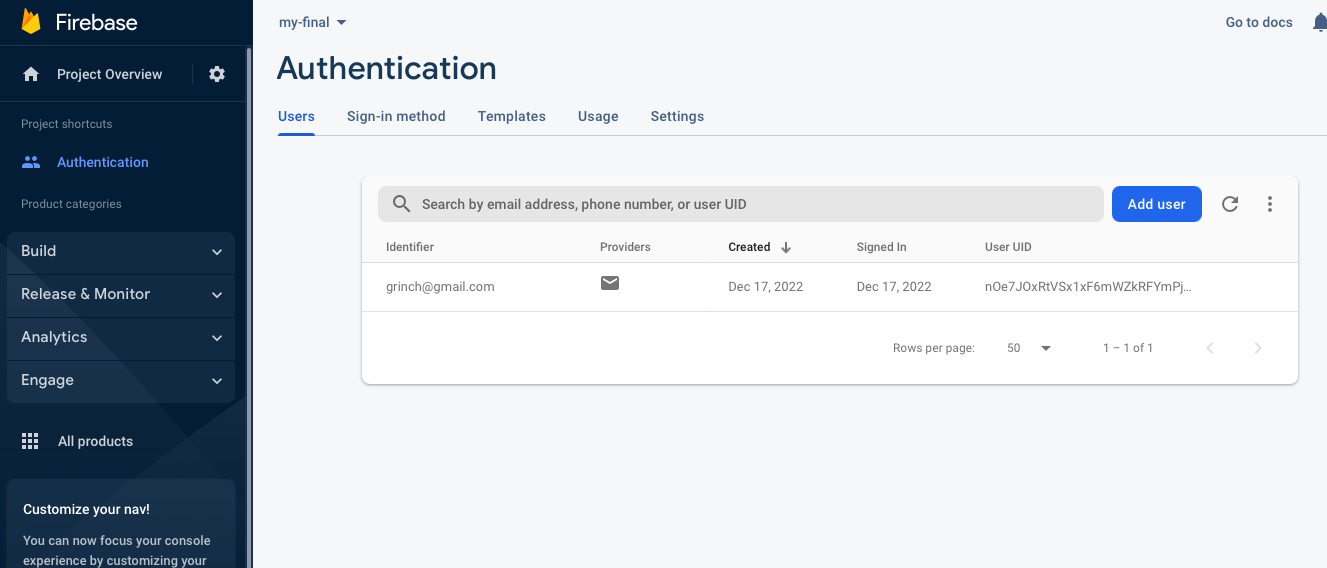 Firebase
Project Overview
Project shortcuts
Authentication
Product categories
Build
Release & Monitor
Analytics
Engage
All products
Customize your nav!
You can now focus your console
experience by customizing your
my-final
Go to docs
Authentication
Users Sign-in method Templates Usage Settings
Search by email address, phone number, or user UID
Add user
Identifier Providers Created Signed In User UID
grinch@gmail.com Dec 17, 2022 Dec 17, 2022 nOe7JOxRtVSx1xF6mWZkRFYmPj…
Rows per page: 50 1 – 1 of 1